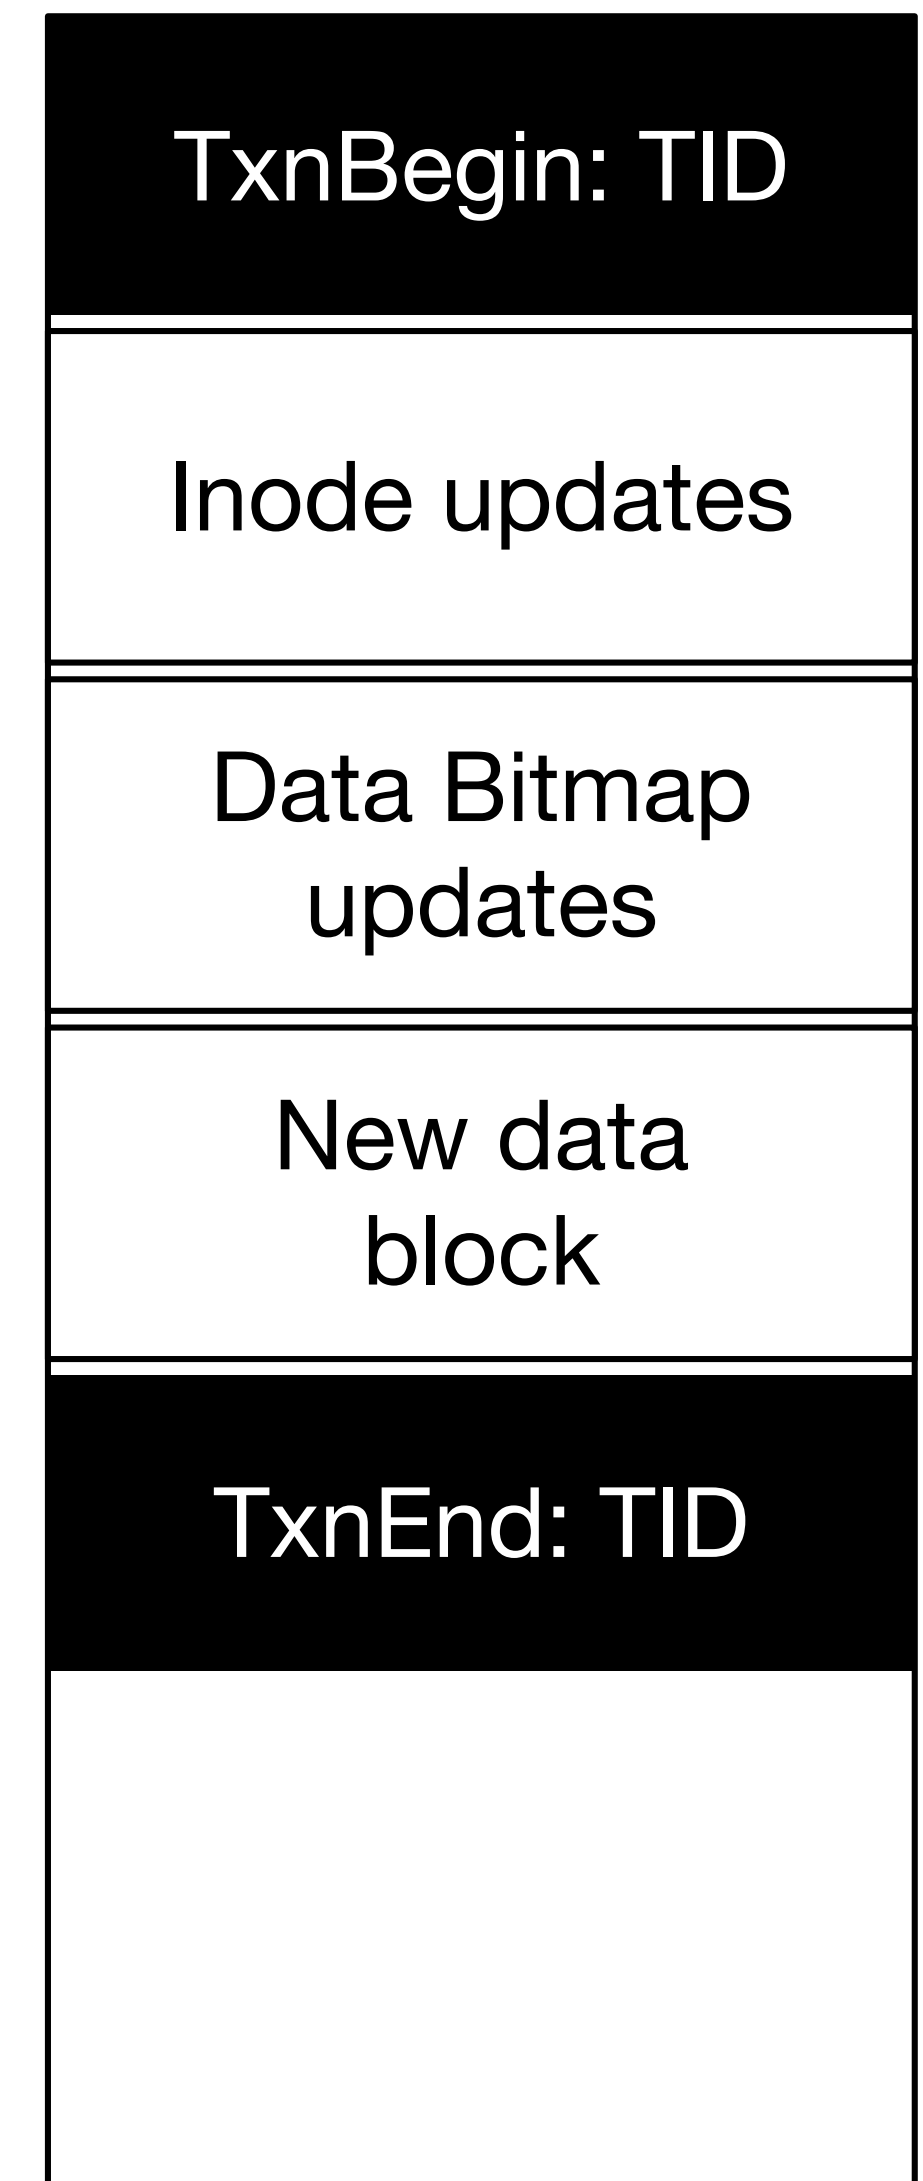 TxnBegin: TID
Inode updates
Data Bitmap
updates
New data
block
TxnEnd: TID